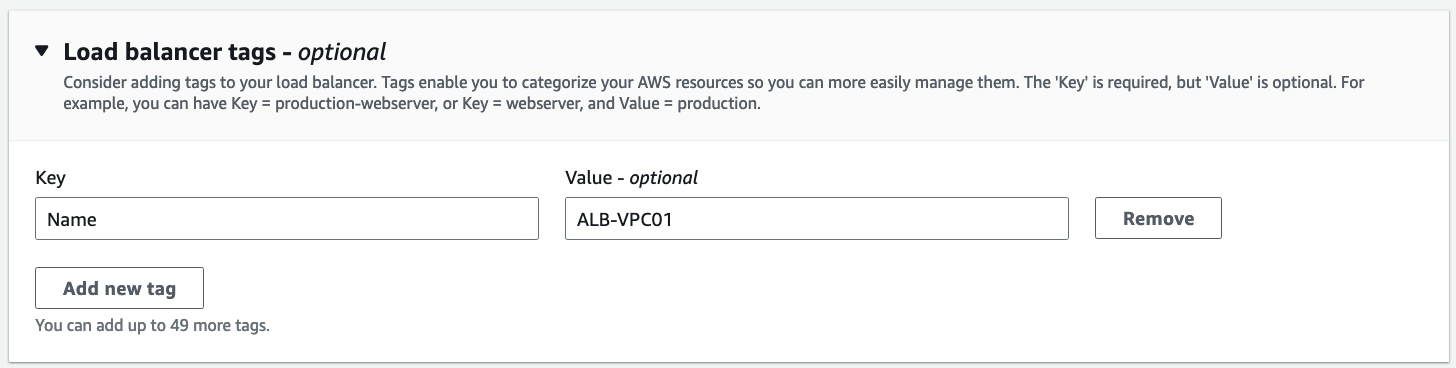 Load balancer tags - optional
Consider adding tags to your load balancer. Tags enable you to categorize your AWS resources so you can more easily manage them. The 'Key' is required, but 'Value' is optional. For
example, you can have Key = production-webserver, or Key = webserver, and Value = production.
Key
Value - optional
Name
ALB-VPC01
Remove
Add new tag
You can add up to 49 more tags.